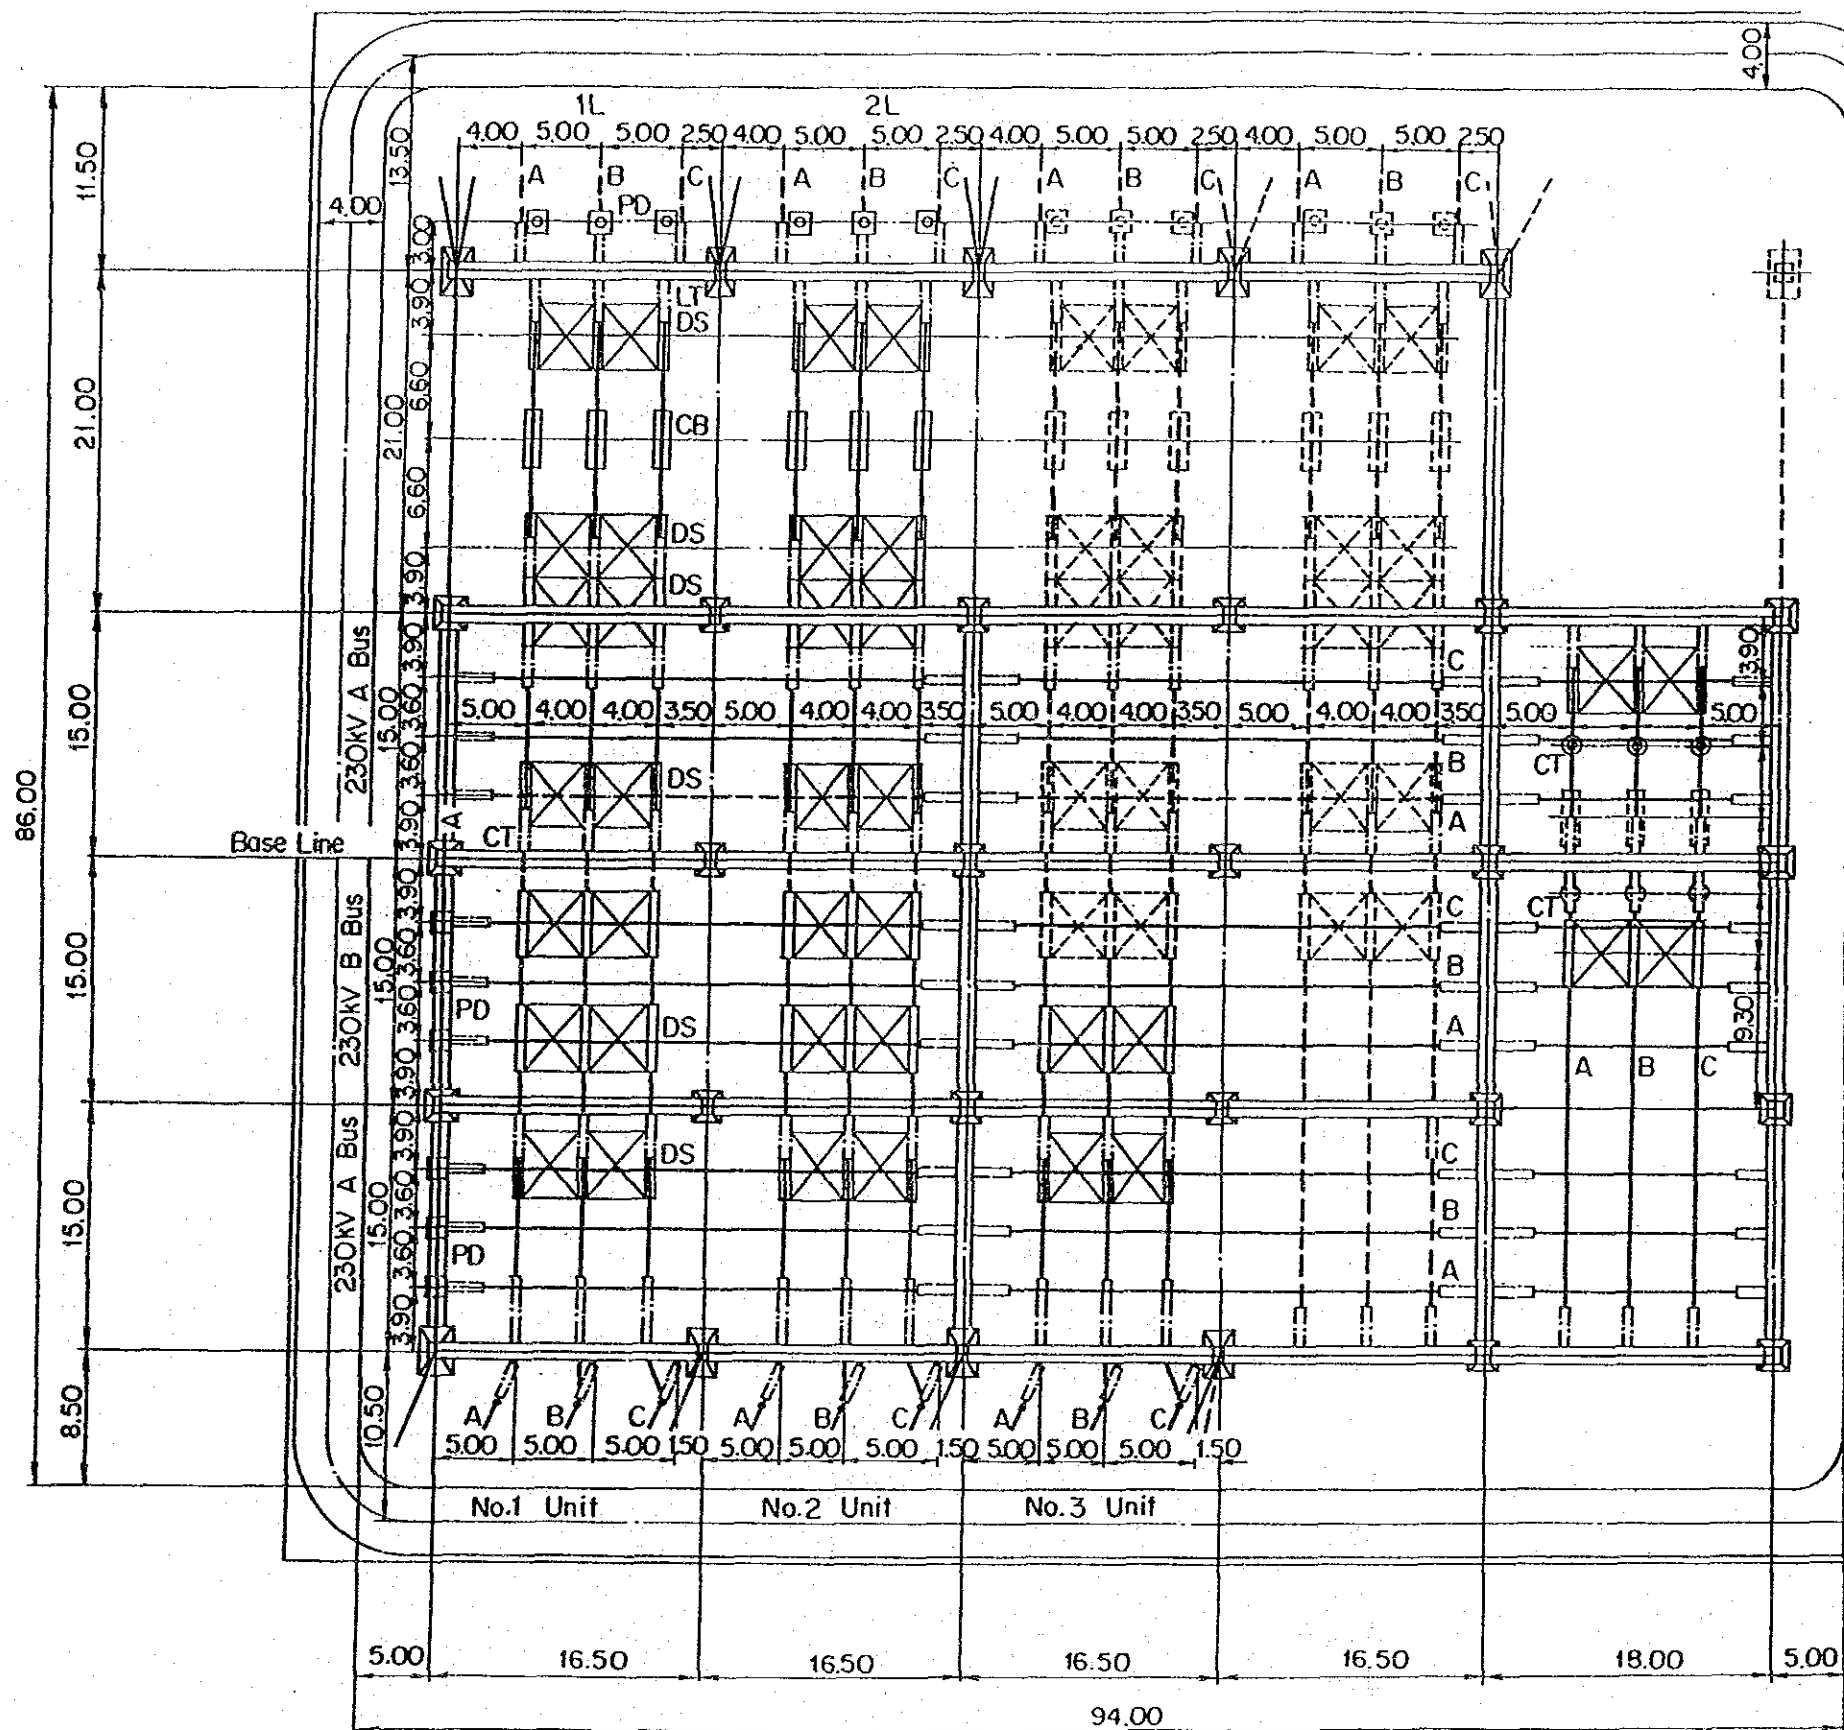 4.00
1L 2L
4.00 5.00 5.00 2.50 4.00 5.00 5.00 2.50 4.00 5.00 5.00 2.50 4.00 5.00 5.00 2.50
11.50
13.50
A B C A B C A B C A B C
4.00
PD
3.00
LT
3.90
DS
6.60
21.00
21.00
CB
6.60
DS
3.90
DS
3.90
C
3.90
230kV A Bus
15.00
15.00
3.60
5.00 4.00 4.00 3.50 5.00 4.00 4.00 3.50 5.00 4.00 4.00 3.50 5.00 4.00 4.00 3.50 5.00 5.00
86.00
3.60
DS
B
CT
3.90
A
A
Base Line
CT
3.90
C
CT
230kV B Bus
15.00
15.00
3.60
B
3.60
PD
DS
A
9.30
3.90
A B C
3.90
DS
C
230kV A Bus
15.00
15.00
3.60
B
3.60
PD
A
3.90
8.50
10.50
A B C A B C A B C
5.00 5.00 5.00 1.50 5.00 5.00 5.00 1.50 5.00 5.00 5.00 1.50
No.1 Unit No.2 Unit No.3 Unit
5.00 16.50 16.50 16.50 16.50 18.00 5.00
94.00